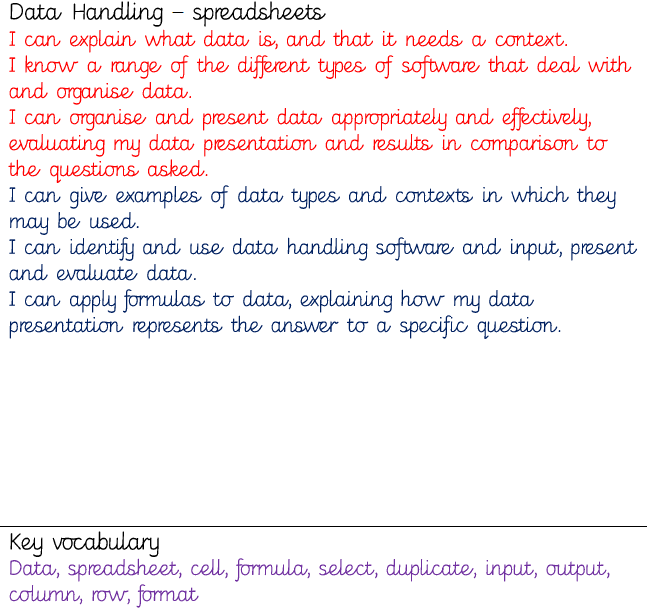 Data Handling – spreadsheets
I can explain what data is, and that it needs a context.
I know a range of the different types of software that deal with
and organise data.
I can organise and present data appropriately and effectively,
evaluating my data presentation and results in comparison to
the questions asked.
I can give examples of data types and contexts in which they
may be used.
I can identify and use data handling software and input, present
and evaluate data.
I can apply formulas to data, explaining how my data
presentation represents the answer to a specific question.
Key vocabulary
Data, spreadsheet, cell, formula, select, duplicate, input, output,
column, row, format